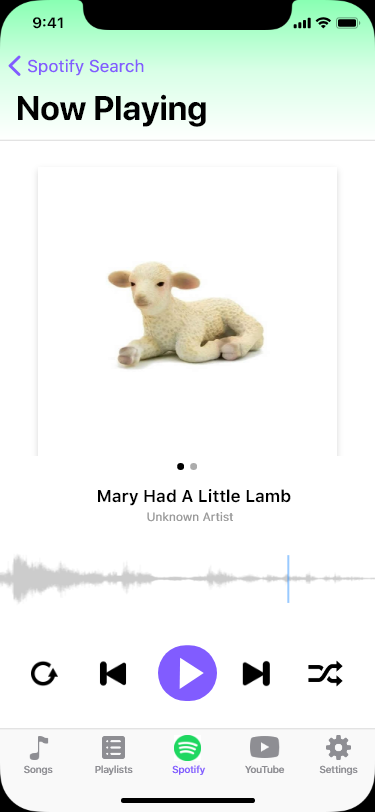 9:41
Spotify Search
Now Playing
Mary Had A Little Lamb
Unknown Artist
Songs Playlists Spotify YouTube Settings